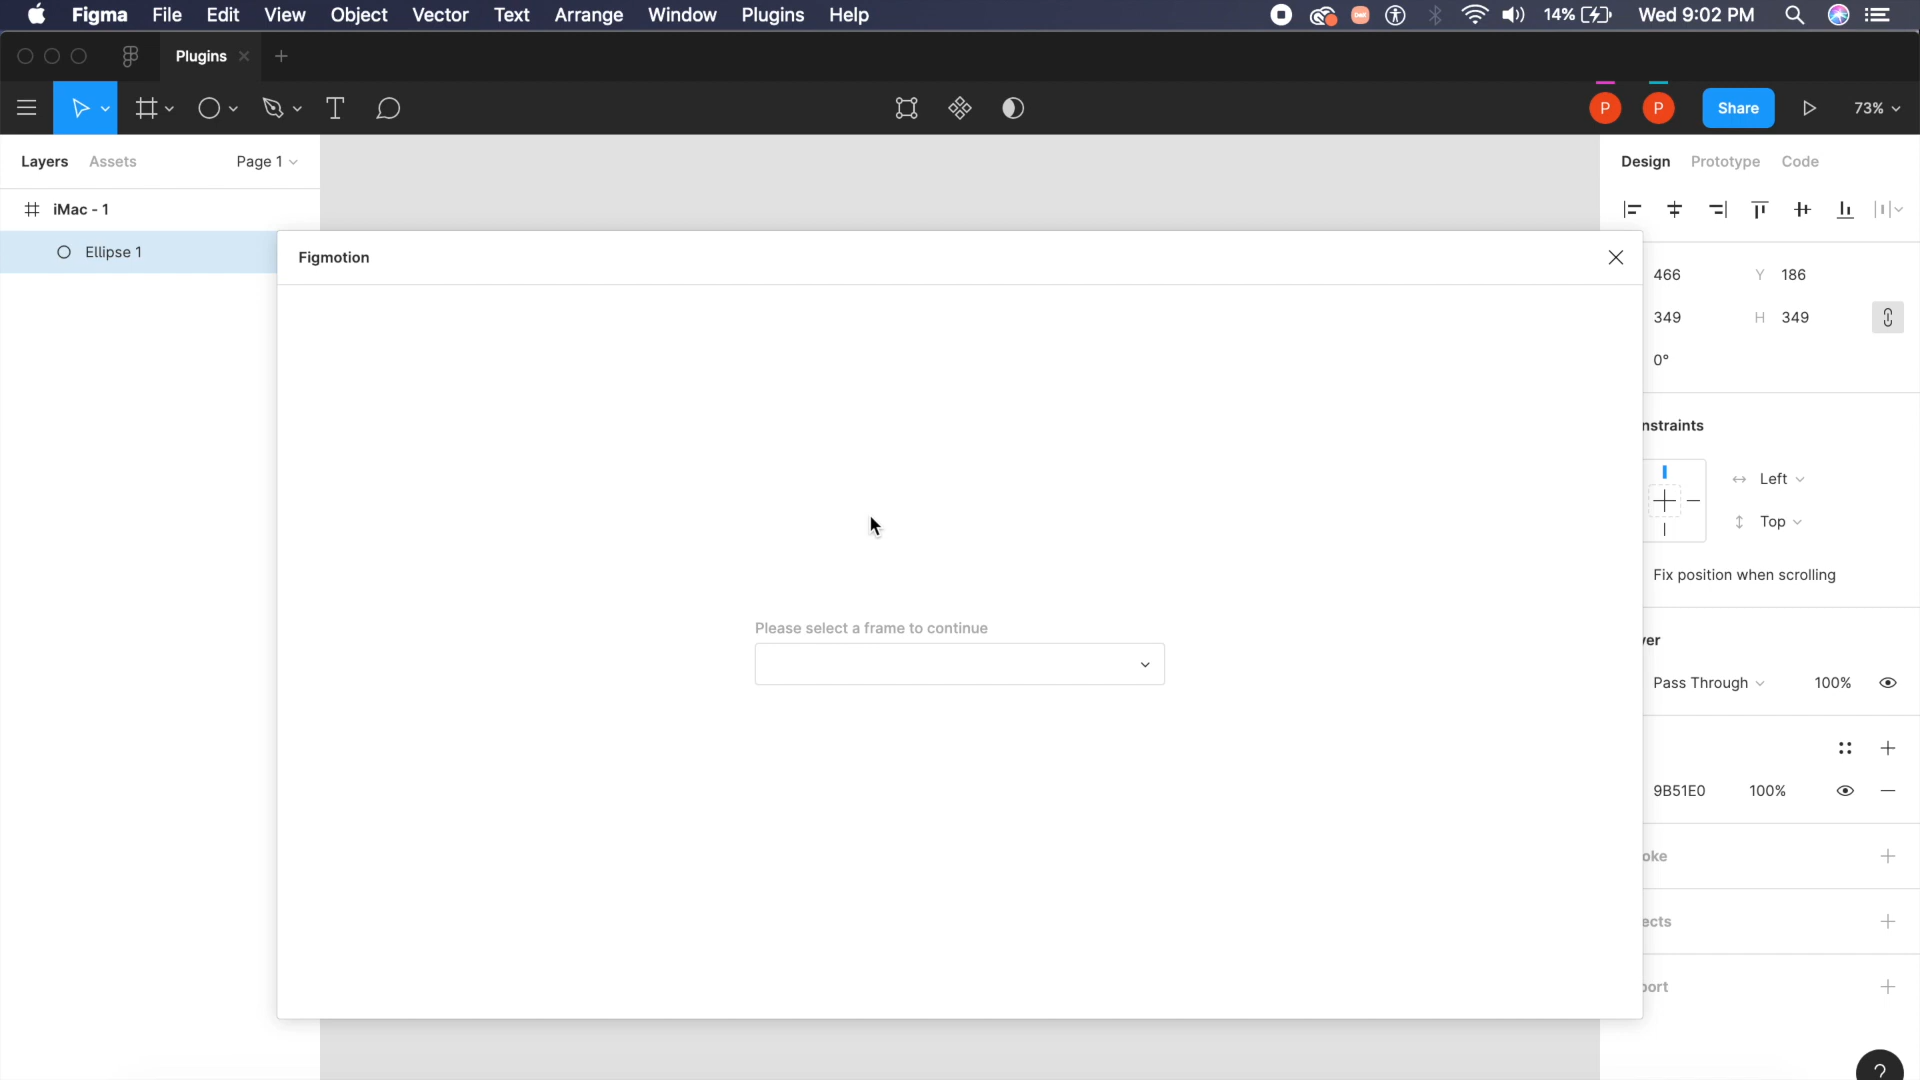 Figma File Edit View Object Vector Text Arrange Window Plugins Help 14% Wed 9:02 PM
Plugins
P P Share 73%
Layers Assets Page 1
Design Prototype Code
iMac - 1
Ellipse 1
Figmotion
466 Y 186
349 H 349
0°
nstraints
Left
Top
Fix position when scrolling
Please select a frame to continue
yer
Pass Through 100%
9B51E0 100%
oke
ects
port
?